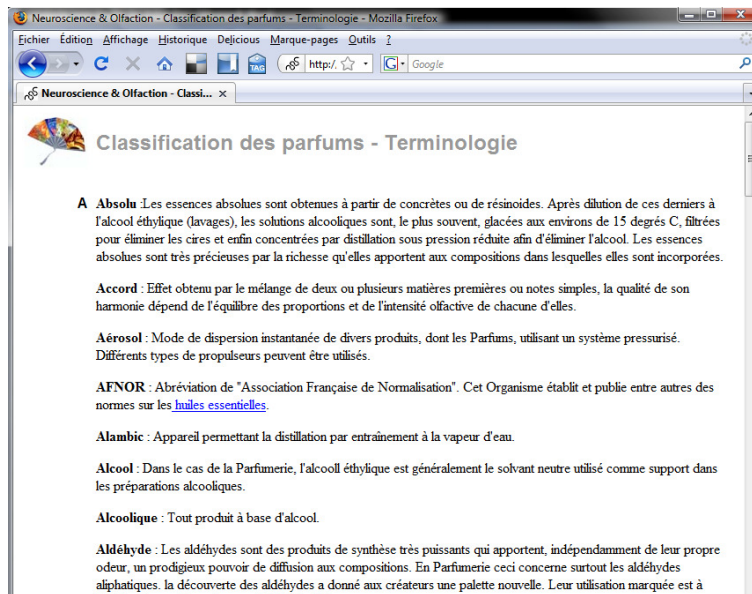 Neuroscience & Olfaction - Classification des parfums - Terminologie - Mozilla Firefox
Fichier Édition Affichage Historique Delicious Marque-pages Outils ?
TAG http:/. G Google
Neuroscience & Olfaction - Classi... ×
Classification des parfums - Terminologie
A Absolu :Les essences absolues sont obtenues à partir de concrètes ou de résinoides. Après dilution de ces derniers à
l'alcool éthylique (lavages), les solutions alcooliques sont, le plus souvent, glacées aux environs de 15 degrés C, filtrées
pour éliminer les cires et enfin concentrées par distillation sous pression réduite afin d'éliminer l'alcool. Les essences
absolues sont très précieuses par la richesse qu'elles apportent aux compositions dans lesquelles elles sont incorporées.
Accord : Effet obtenu par le mélange de deux ou plusieurs matières premières ou notes simples, la qualité de son
harmonie dépend de l'équilibre des proportions et de l'intensité olfactive de chacune d'elles.
Aérosol : Mode de dispersion instantanée de divers produits, dont les Parfums, utilisant un système pressurisé.
Différents types de propulseurs peuvent être utilisés.
AFNOR : Abréviation de "Association Française de Normalisation". Cet Organisme établit et publie entre autres des
normes sur les huiles essentielles.
Alambic : Appareil permettant la distillation par entraînement à la vapeur d'eau.
Alcool : Dans le cas de la Parfumerie, l'alcooll éthylique est généralement le solvant neutre utilisé comme support dans
les préparations alcooliques.
Alcoolique : Tout produit à base d'alcool.
Aldéhyde : Les aldéhydes sont des produits de synthèse très puissants qui apportent, indépendamment de leur propre
odeur, un prodigieux pouvoir de diffusion aux compositions. En Parfumerie ceci concerne surtout les aldéhydes
aliphatiques. la découverte des aldéhydes a donné aux créateurs une palette nouvelle. Leur utilisation marquée est à